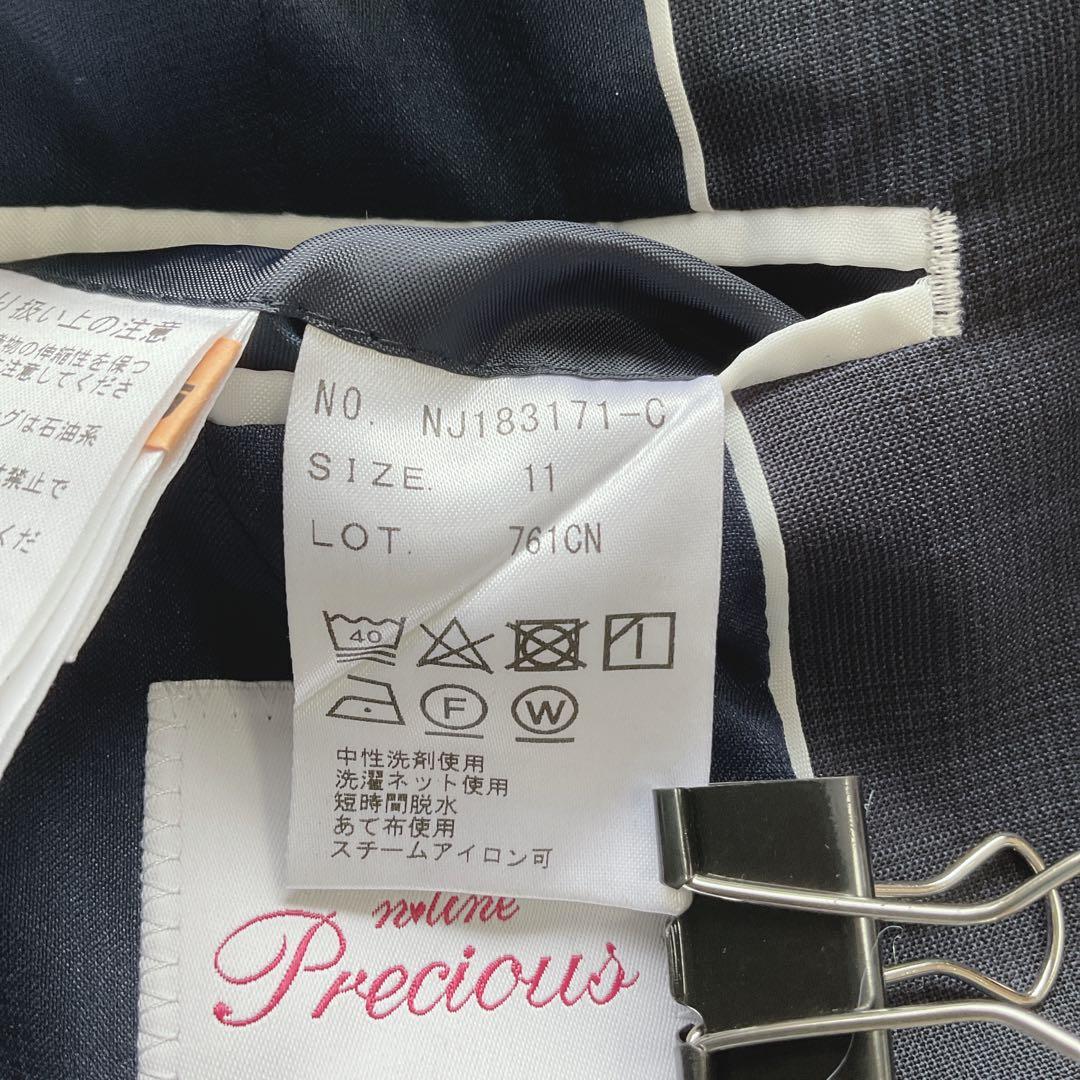 り扱い上の注意
物の伸縮性を保つ
注意してくださ
グは石油系
禁止で
くだ
NO. NJ183171-C
SIZE. 11
LOT. 761CN
40
F W
中性洗剤使用
洗濯ネット使用
短時間脱水
あて布使用
スチームアイロン可
n♥line
Precious